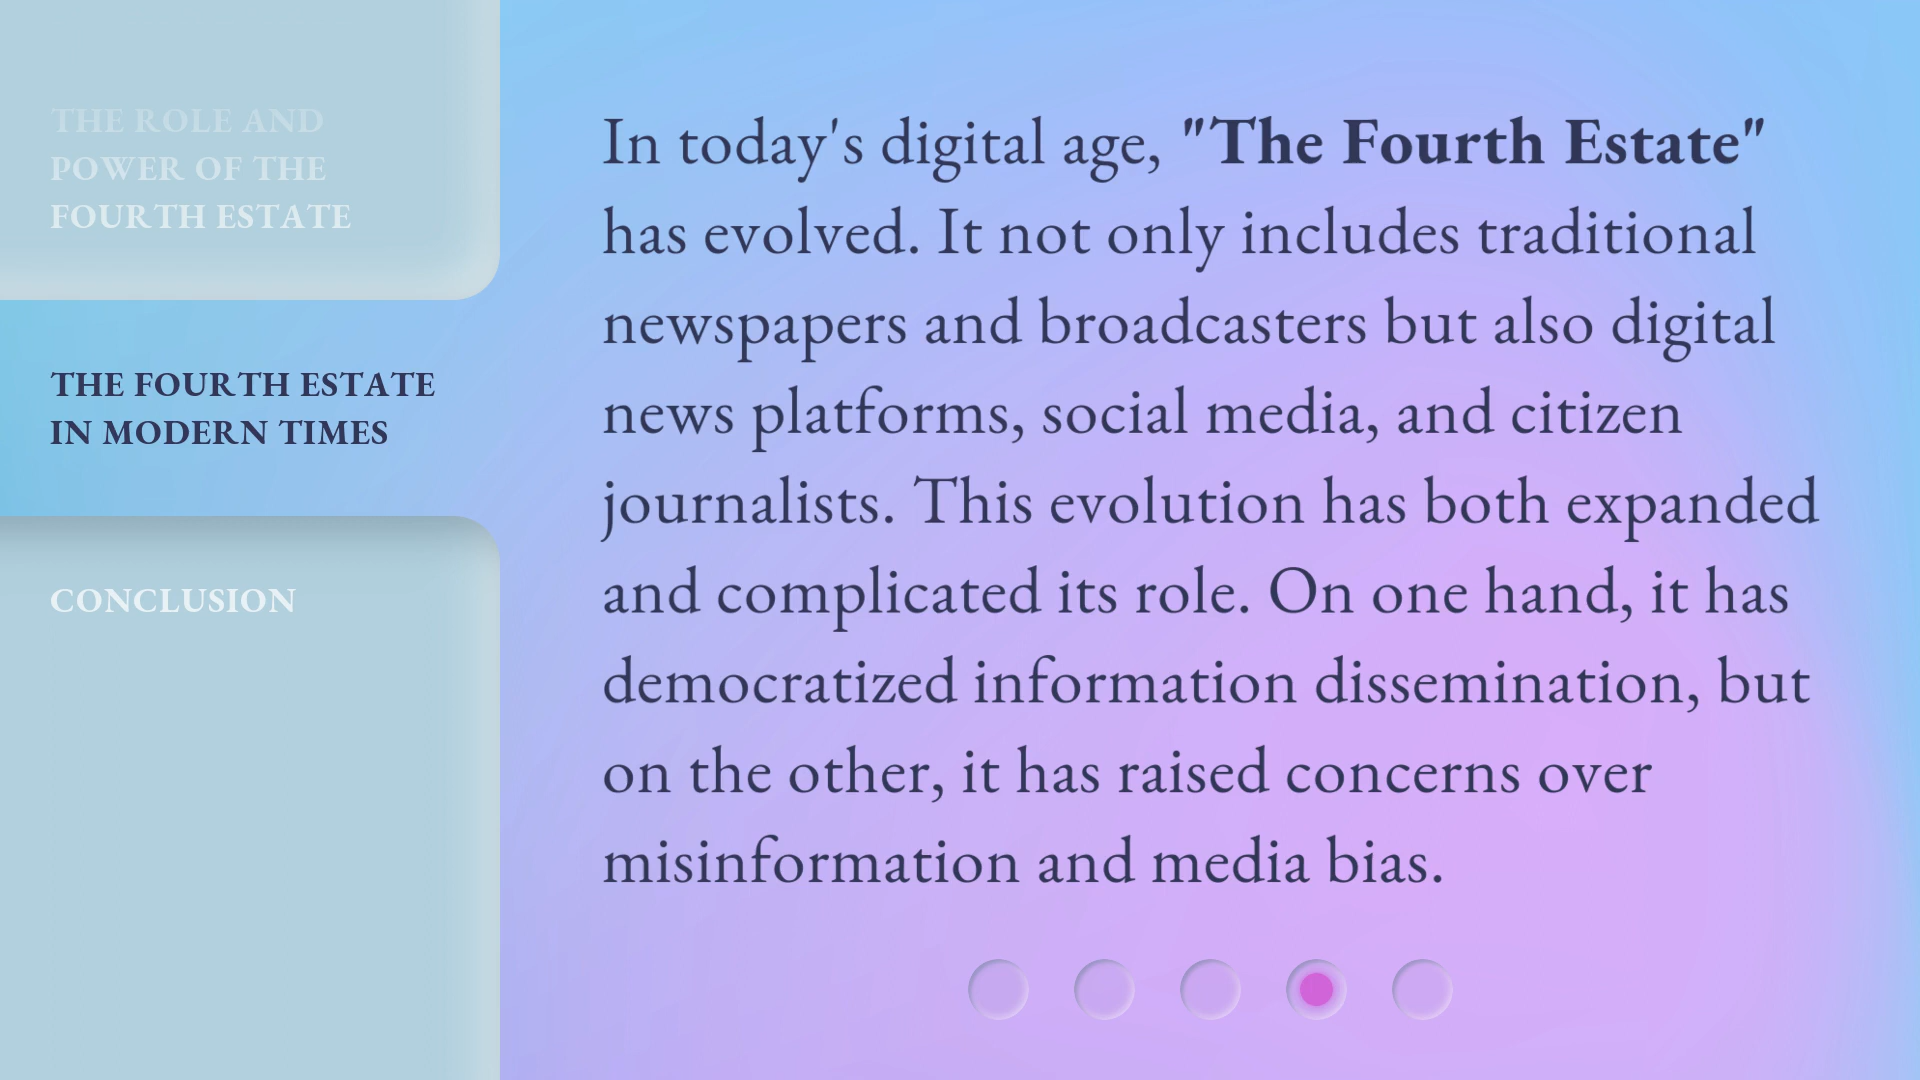 THE ROLE AND
POWER OF THE
FOURTH ESTATE
THE FOURTH ESTATE
IN MODERN TIMES
CONCLUSION
In today's digital age, "The Fourth Estate"
has evolved. It not only includes traditional
newspapers and broadcasters but also digital
news platforms, social media, and citizen
journalists. This evolution has both expanded
and complicated its role. On one hand, it has
democratized information dissemination, but
on the other, it has raised concerns over
misinformation and media bias.